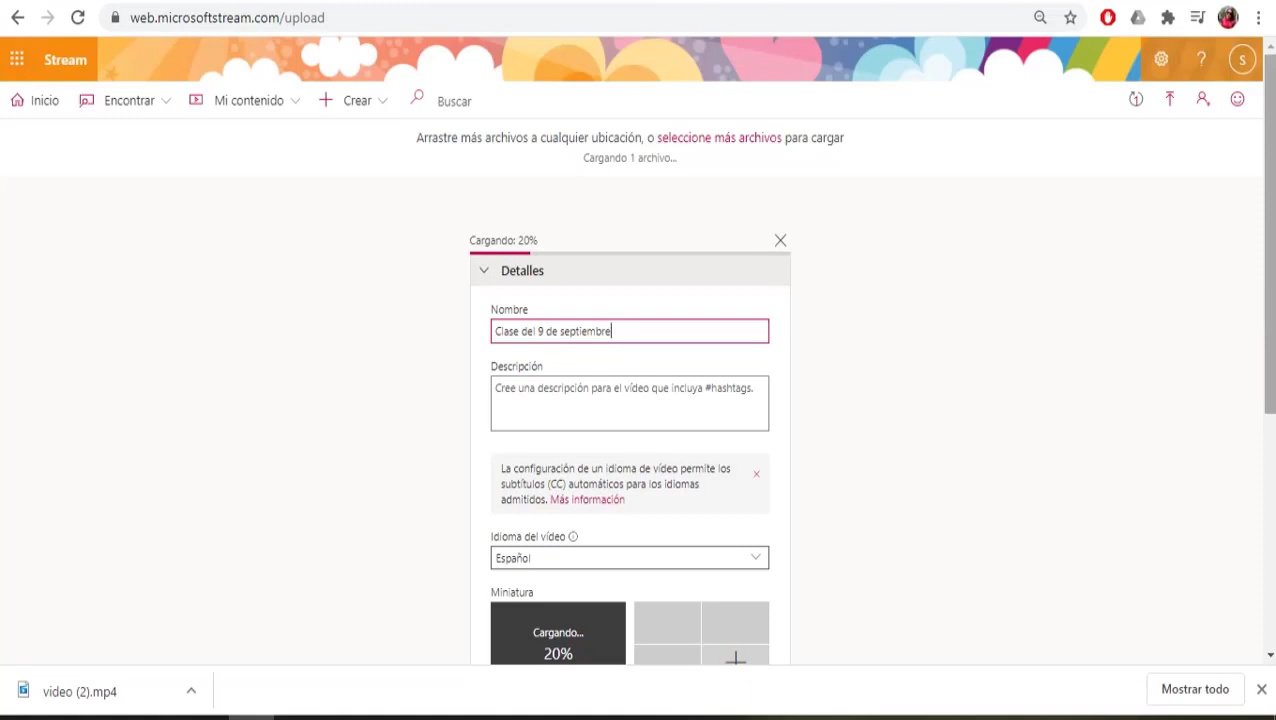 web.microsoftstream.com/upload
Stream
? S
Inicio Encontrar Mi contenido Crear Buscar
Arrastre más archivos a cualquier ubicación, o seleccione más archivos para cargar
Cargando 1 archivo...
Cargando: 20%
Detalles
Nombre
Clase del 9 de septiembre
Descripción
Cree una descripción para el vídeo que incluya #hashtags.
La configuración de un idioma de vídeo permite los
subtítulos (CC) automáticos para los idiomas
admitidos. Más información
Idioma del vídeo
Español
Miniatura
Cargando...
20%
video (2).mp4
Mostrar todo